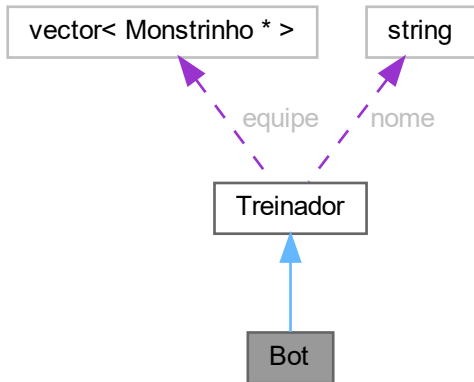 vector< Monstrinho * >
string
equipe
nome
Treinador
Bot